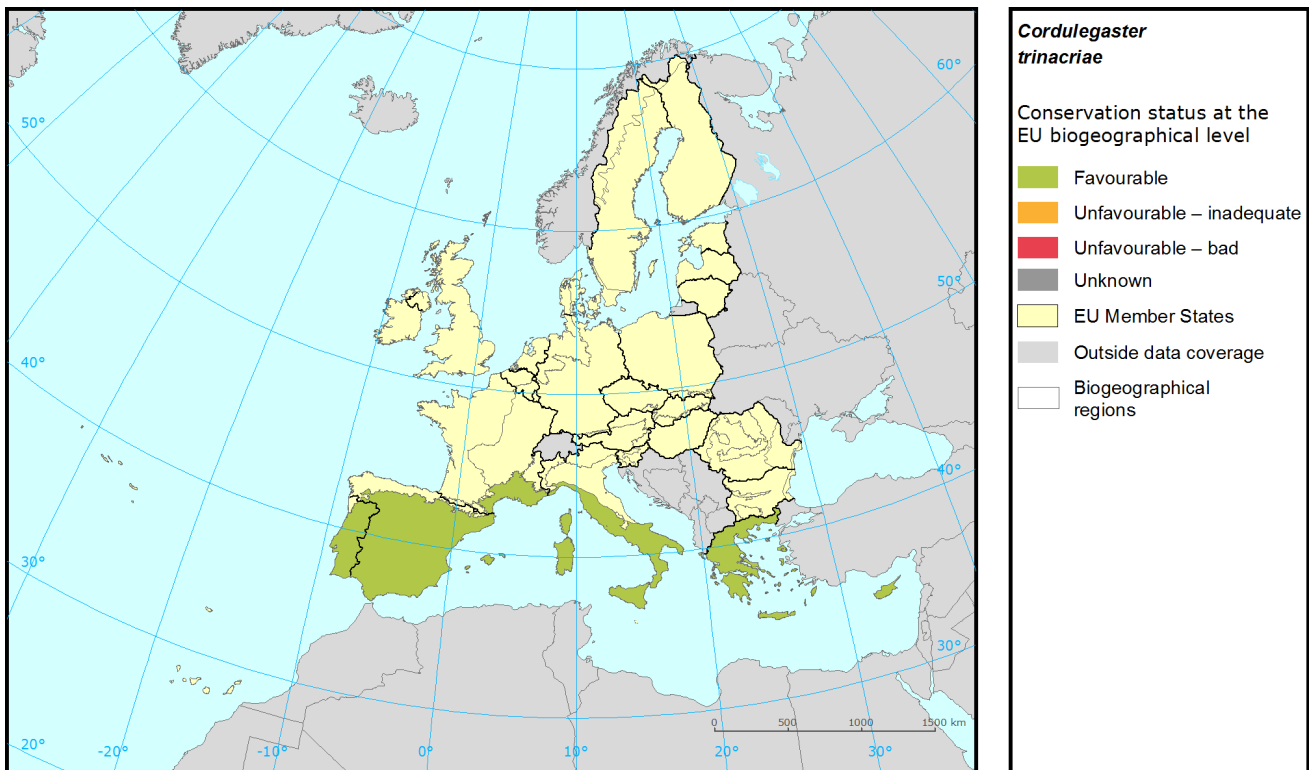 60°
50°
50°
40°
40°
30°
30°
20°
-20°
-10°
0°
10°
20°
30°
0 500 1000 1500 km
Cordulegaster
trinacriae
Conservation status at the
EU biogeographical level
Favourable
Unfavourable – inadequate
Unfavourable – bad
Unknown
EU Member States
Outside data coverage
Biogeographical
regions